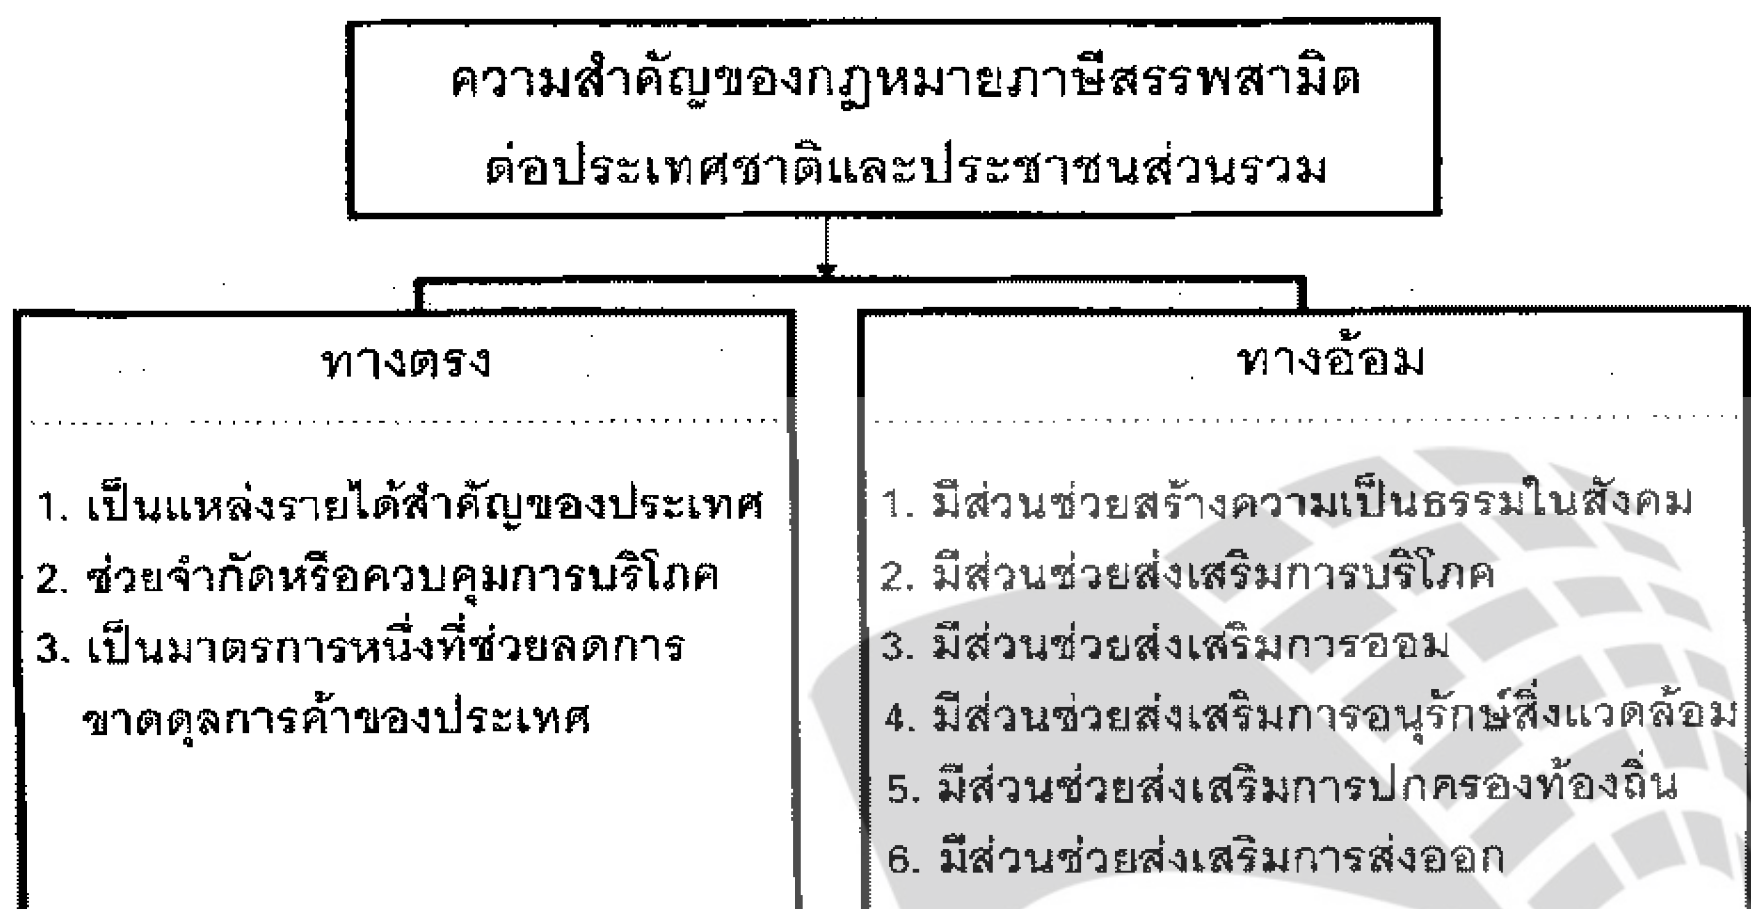 ความสำคัญของกฎหมายภาษีสรรพสามิต
ต่อประเทศชาติและประชาชนส่วนรวม
ทางตรง
1. เป็นแหล่งรายได้สำคัญของประเทศ
2. ช่วยจำกัดหรือควบคุมการบริโภค
3. เป็นมาตรการหนึ่งที่ช่วยลดการ
ขาดดุลการค้าของประเทศ
ทางอ้อม
1. มีส่วนช่วยสร้างความเป็นธรรมในสังคม
2. มีส่วนช่วยส่งเสริมการบริโภค
3. มีส่วนช่วยส่งเสริมการออม
4. มีส่วนช่วยส่งเสริมการอนุรักษ์สิ่งแวดล้อม
5. มีส่วนช่วยส่งเสริมการปกครองท้องถิ่น
6. มีส่วนช่วยส่งเสริมการส่งออก